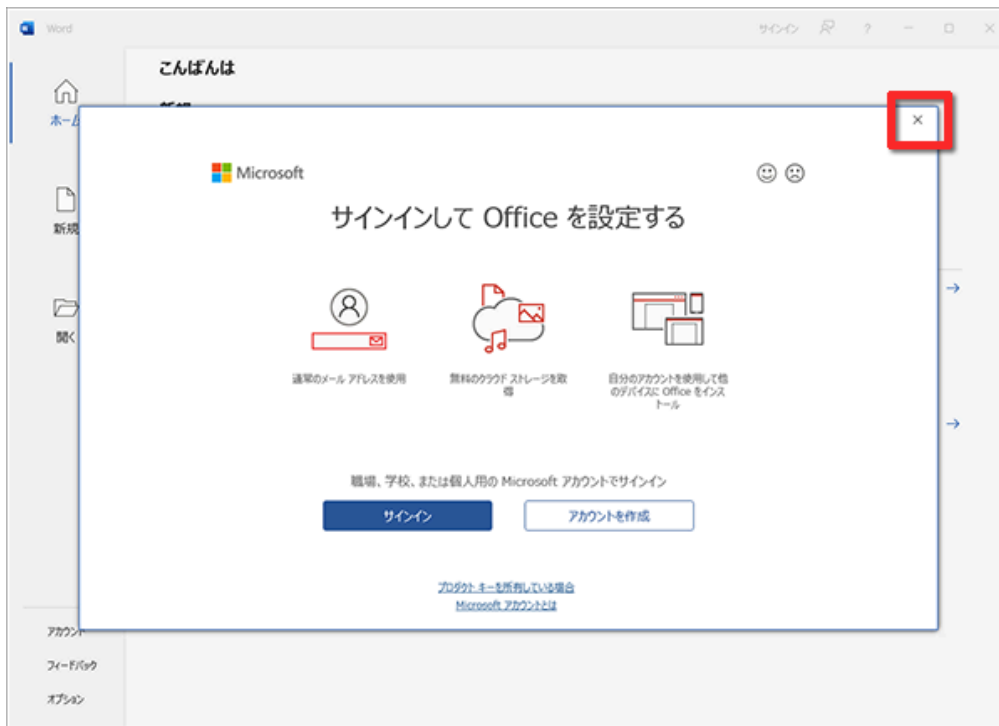 Word
サインイン
?
こんばんは
ホーム
新規
開く
Microsoft
サインインして Office を設定する
通常のメール アドレスを使用
無料のクラウド ストレージを取
得
自分のアカウントを使用して他
のデバイスに Office をインス
トール
職場、学校、または個人用の Microsoft アカウントでサインイン
サインイン
アカウントを作成
プロダクト キーを所有している場合
Microsoft アカウントとは
アカウント
フィードバック
オプション